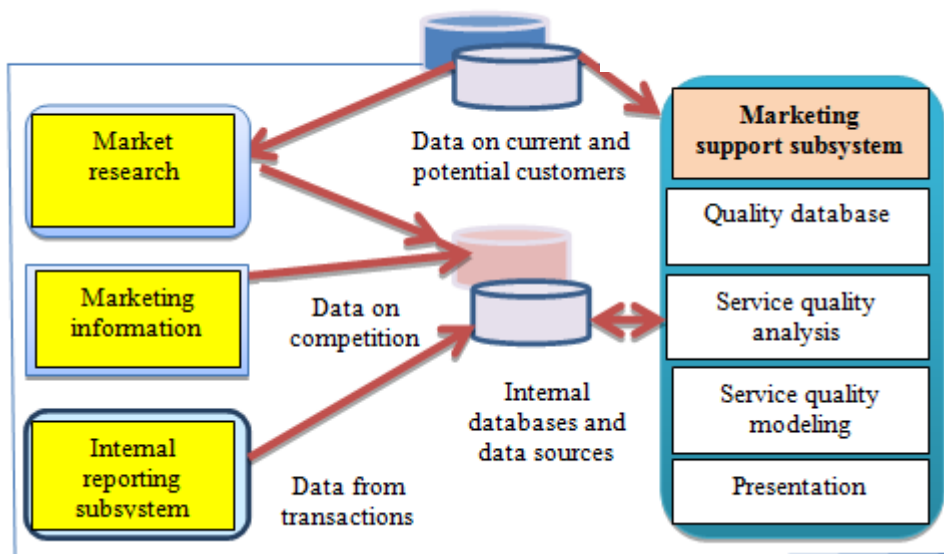 Market
research
Marketing
information
Internal
reporting
subsystem
Data on current and
potential customers
Data on
competition
Internal
databases and
data sources
Data from
transactions
Marketing
support subsystem
Quality database
Service quality
analysis
Service quality
modeling
Presentation